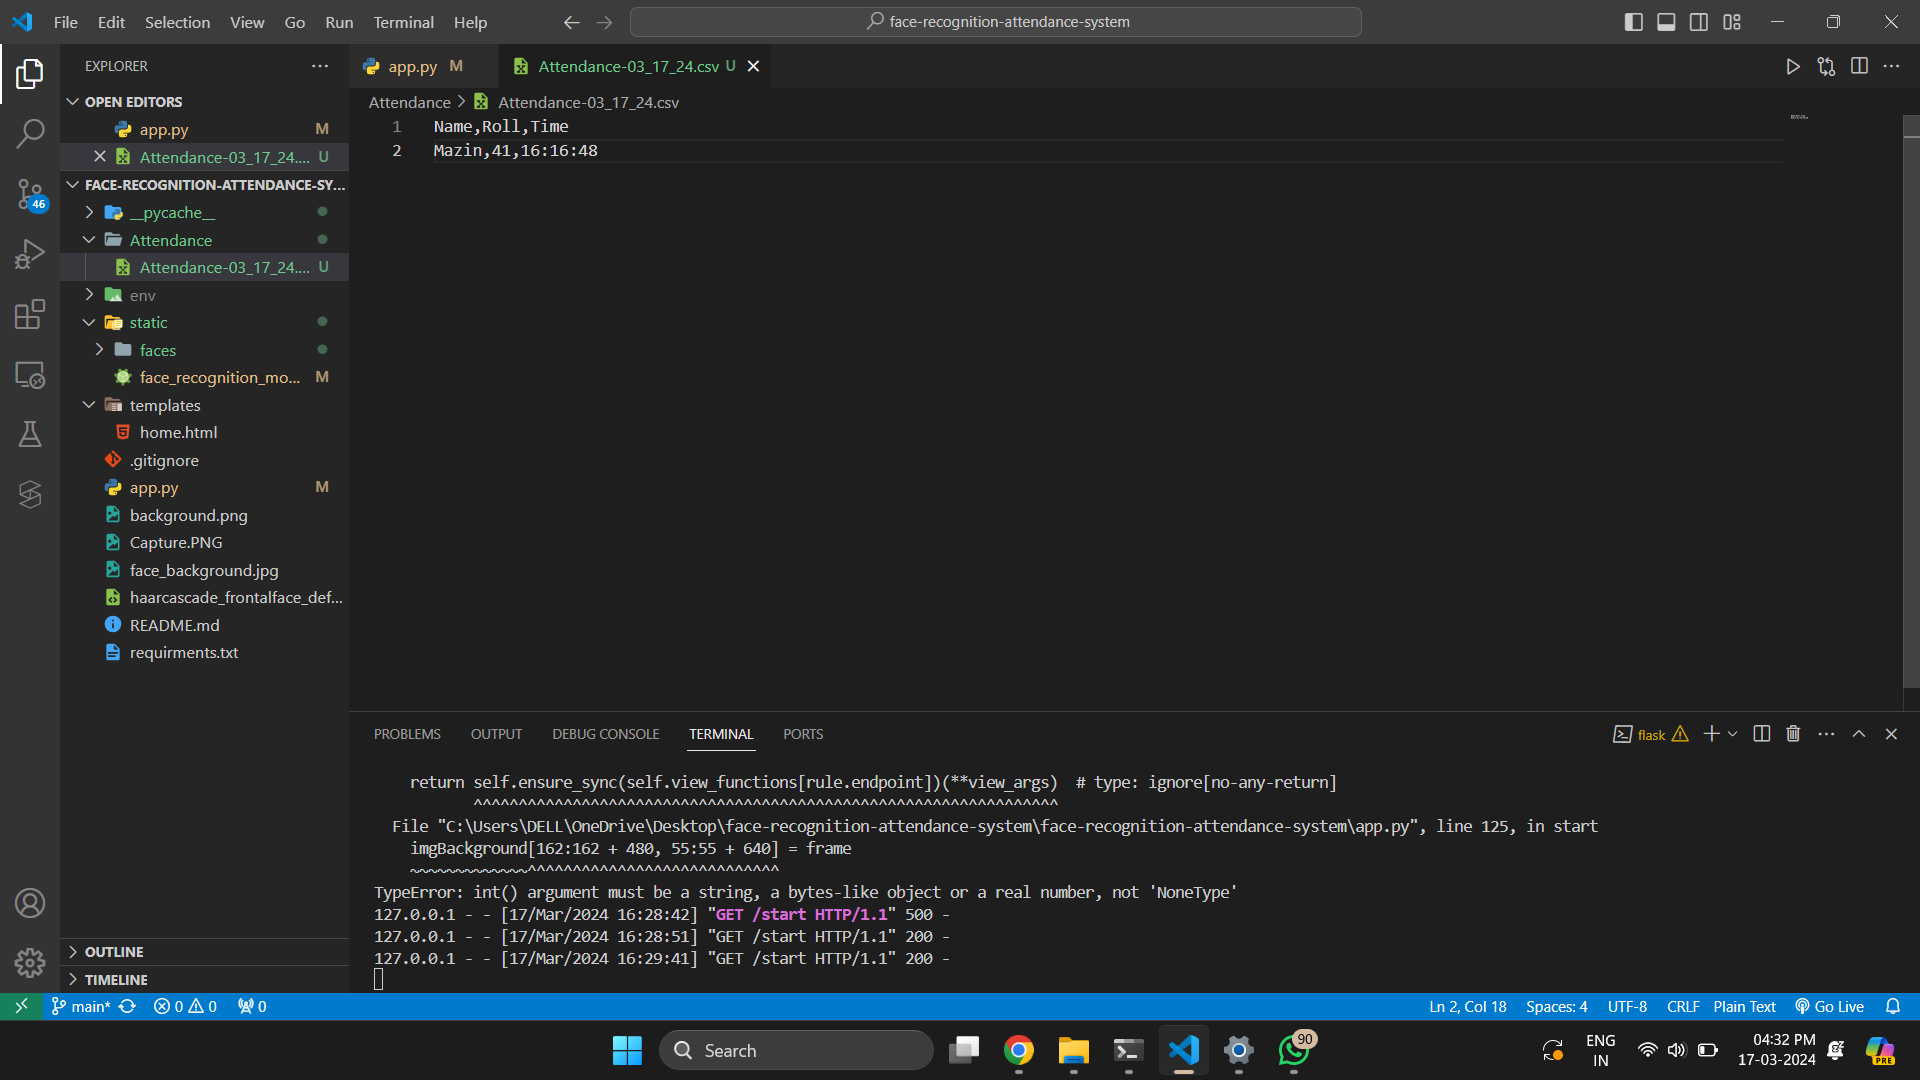 File Edit Selection View Go Run Terminal Help
face-recognition-attendance-system
EXPLORER
OPEN EDITORS
app.py M
Attendance-03_17_24.... U
FACE-RECOGNITION-ATTENDANCE-SY...
__pycache__
Attendance
Attendance-03_17_24.... U
env
static
faces
face_recognition_mo... M
templates
home.html
.gitignore
app.py M
background.png
Capture.PNG
face_background.jpg
haarcascade_frontalface_def...
README.md
requirments.txt
OUTLINE
TIMELINE
46
app.py M
Attendance-03_17_24.csv U
Attendance > Attendance-03_17_24.csv
1 Name,Roll,Time
2 Mazin,41,16:16:48
PROBLEMS OUTPUT DEBUG CONSOLE TERMINAL PORTS
flask
return self.ensure_sync(self.view_functions[rule.endpoint])(**view_args)  # type: ignore[no-any-return]
^^^^^^^^^^^^^^^^^^^^^^^^^^^^^^^^^^^^^^^^^^^^^^^^^^^^^^^^^^^^^^^^^
File "C:\Users\DELL\OneDrive\Desktop\face-recognition-attendance-system\face-recognition-attendance-system\app.py", line 125, in start
imgBackground[162:162 + 480, 55:55 + 640] = frame
~~~~~~~~~~~~~^^^^^^^^^^^^^^^^^^^^^^^^^^^^
TypeError: int() argument must be a string, a bytes-like object or a real number, not 'NoneType'
127.0.0.1 - - [17/Mar/2024 16:28:42] "GET /start HTTP/1.1" 500 -
127.0.0.1 - - [17/Mar/2024 16:28:51] "GET /start HTTP/1.1" 200 -
127.0.0.1 - - [17/Mar/2024 16:29:41] "GET /start HTTP/1.1" 200 -
main* 0 0 0
Ln 2, Col 18 Spaces: 4 UTF-8 CRLF Plain Text Go Live
Search
90
ENG
IN
04:32 PM
17-03-2024
PRE